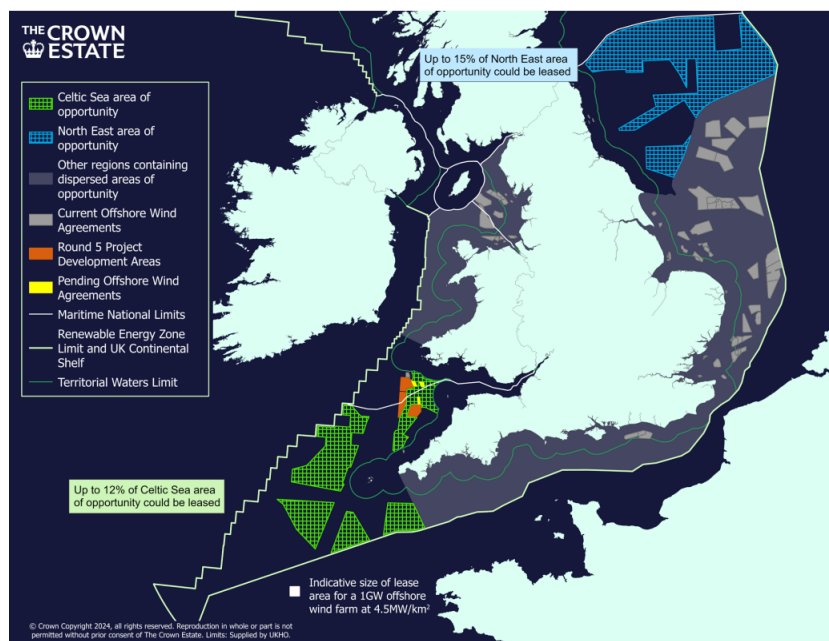 THE CROWN
ESTATE
Up to 15% of North East area
of opportunity could be leased
Celtic Sea area of
opportunity
North East area of
opportunity
Other regions containing
dispersed areas of
opportunity
Current Offshore Wind
Agreements
Round 5 Project
Development Areas
Pending Offshore Wind
Agreements
Maritime National Limits
Renewable Energy Zone
Limit and UK Continental
Shelf
Territorial Waters Limit
Up to 12% of Celtic Sea area
of opportunity could be leased
Indicative size of lease
area for a 1GW offshore
wind farm at 4.5MW/km²
© Crown Copyright 2024, all rights reserved. Reproduction in whole or part is not
permitted without prior consent of The Crown Estate. Limits: Supplied by UKHO.